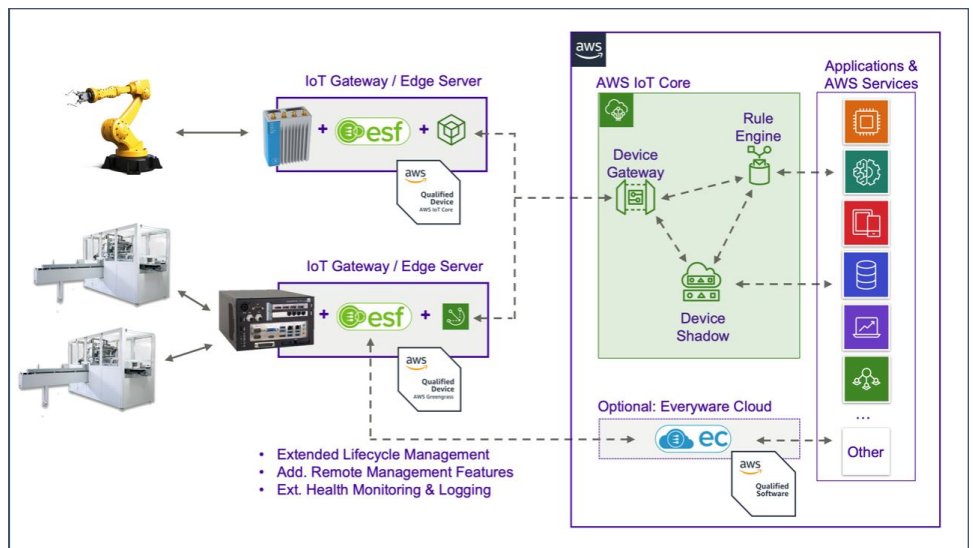 IoT Gateway / Edge Server
+
esf
+
aws
Qualified
Device
AWS IoT Core
IoT Gateway / Edge Server
+
esf
+
aws
Qualified
Device
AWS Greengrass
• Extended Lifecycle Management
• Add. Remote Management Features
• Ext. Health Monitoring & Logging
aws
AWS IoT Core
Device
Gateway
Rule
Engine
Device
Shadow
Optional: Everyware Cloud
ec
aws
Qualified
Software
Applications &
AWS Services
...
Other